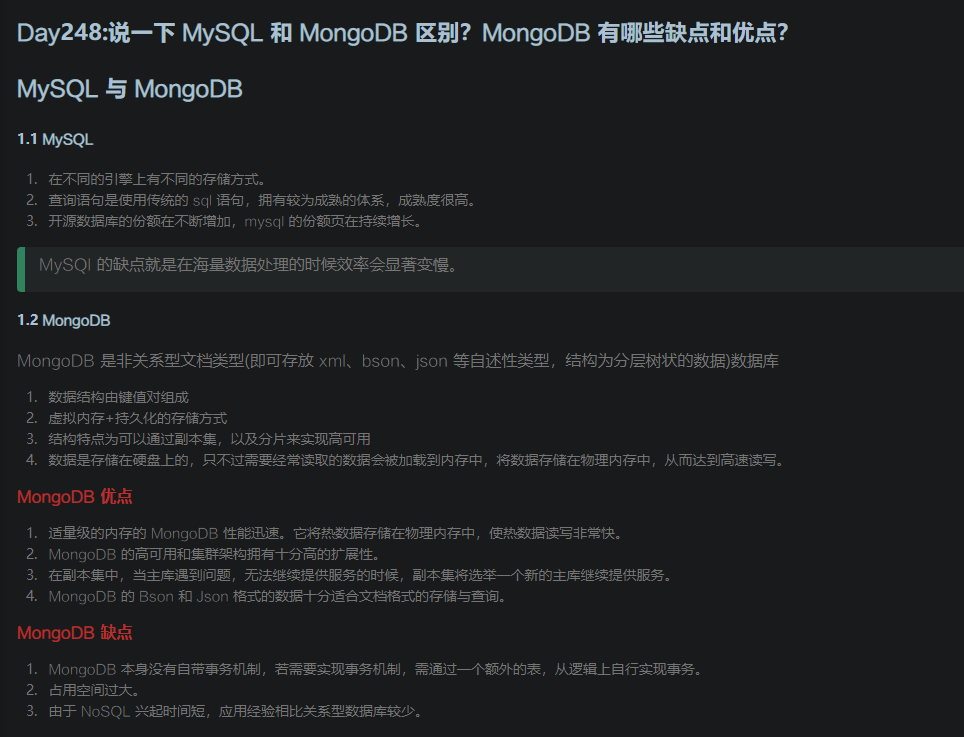 Day248:说一下 MySQL 和 MongoDB 区别？MongoDB 有哪些缺点和优点？
MySQL 与 MongoDB
1.1 MySQL
1. 在不同的引擎上有不同的存储方式。
2. 查询语句是使用传统的 sql 语句，拥有较为成熟的体系，成熟度很高。
3. 开源数据库的份额在不断增加，mysql 的份额页在持续增长。
MySQl 的缺点就是在海量数据处理的时候效率会显著变慢。
1.2 MongoDB
MongoDB 是非关系型文档类型(即可存放 xml、bson、json 等自述性类型，结构为分层树状的数据)数据库
1. 数据结构由键值对组成
2. 虚拟内存+持久化的存储方式
3. 结构特点为可以通过副本集，以及分片来实现高可用
4. 数据是存储在硬盘上的，只不过需要经常读取的数据会被加载到内存中，将数据存储在物理内存中，从而达到高速读写。
MongoDB 优点
1. 适量级的内存的 MongoDB 性能迅速。它将热数据存储在物理内存中，使热数据读写非常快。
2. MongoDB 的高可用和集群架构拥有十分高的扩展性。
3. 在副本集中，当主库遇到问题，无法继续提供服务的时候，副本集将选举一个新的主库继续提供服务。
4. MongoDB 的 Bson 和 Json 格式的数据十分适合文档格式的存储与查询。
MongoDB 缺点
1. MongoDB 本身没有自带事务机制，若需要实现事务机制，需通过一个额外的表，从逻辑上自行实现事务。
2. 占用空间过大。
3. 由于 NoSQL 兴起时间短，应用经验相比关系型数据库较少。